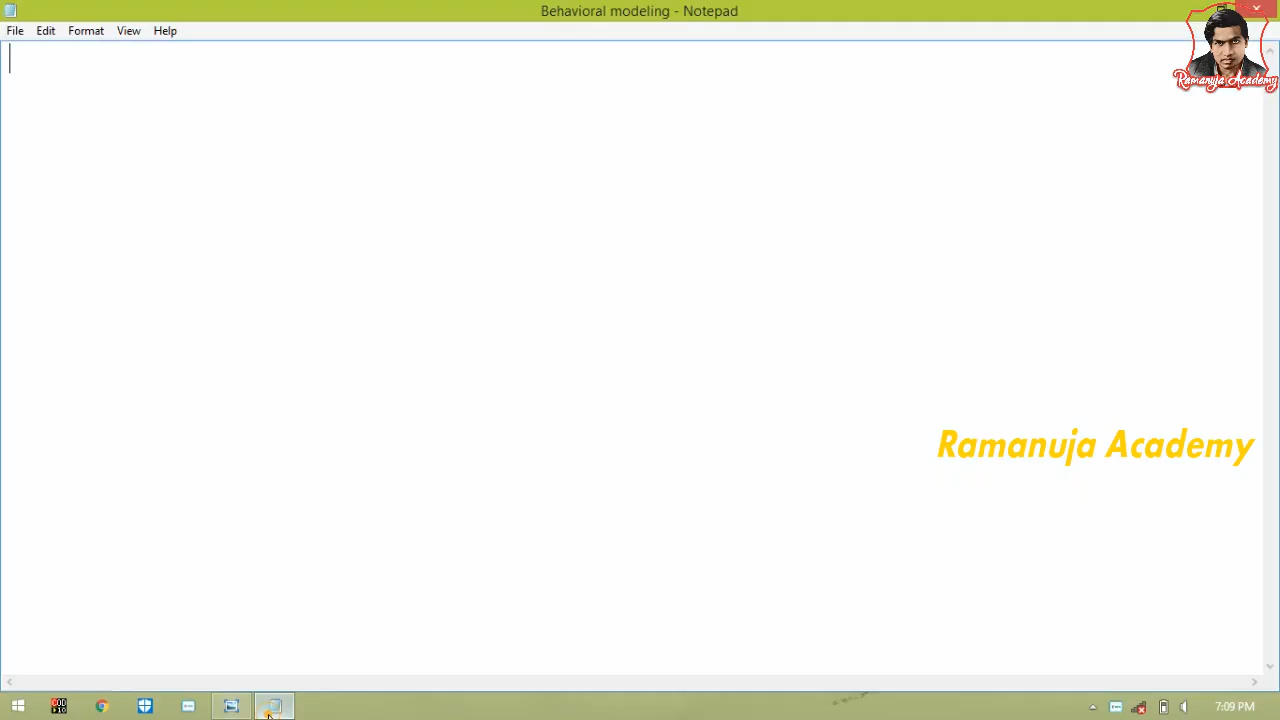 Behavioral modeling - Notepad
File Edit Format View Help
Ramanuja Academy
Ramanuja Academy
7:09 PM